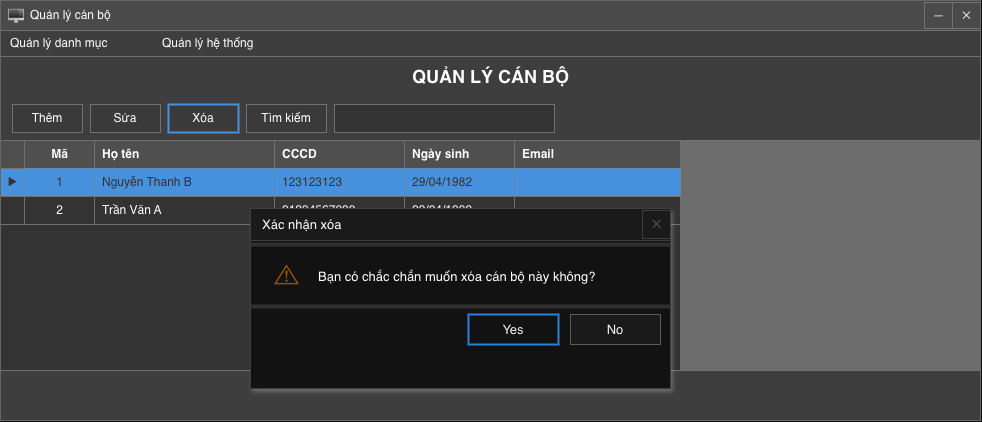 Quản lý cán bộ
Quản lý danh mục Quản lý hệ thống
QUẢN LÝ CÁN BỘ
Thêm Sửa Xóa Tìm kiếm
Mã Họ tên CCCD Ngày sinh Email
1 Nguyễn Thanh B 123123123 29/04/1982
2 Trần Văn A
Xác nhận xóa
Bạn có chắc chắn muốn xóa cán bộ này không?
Yes No